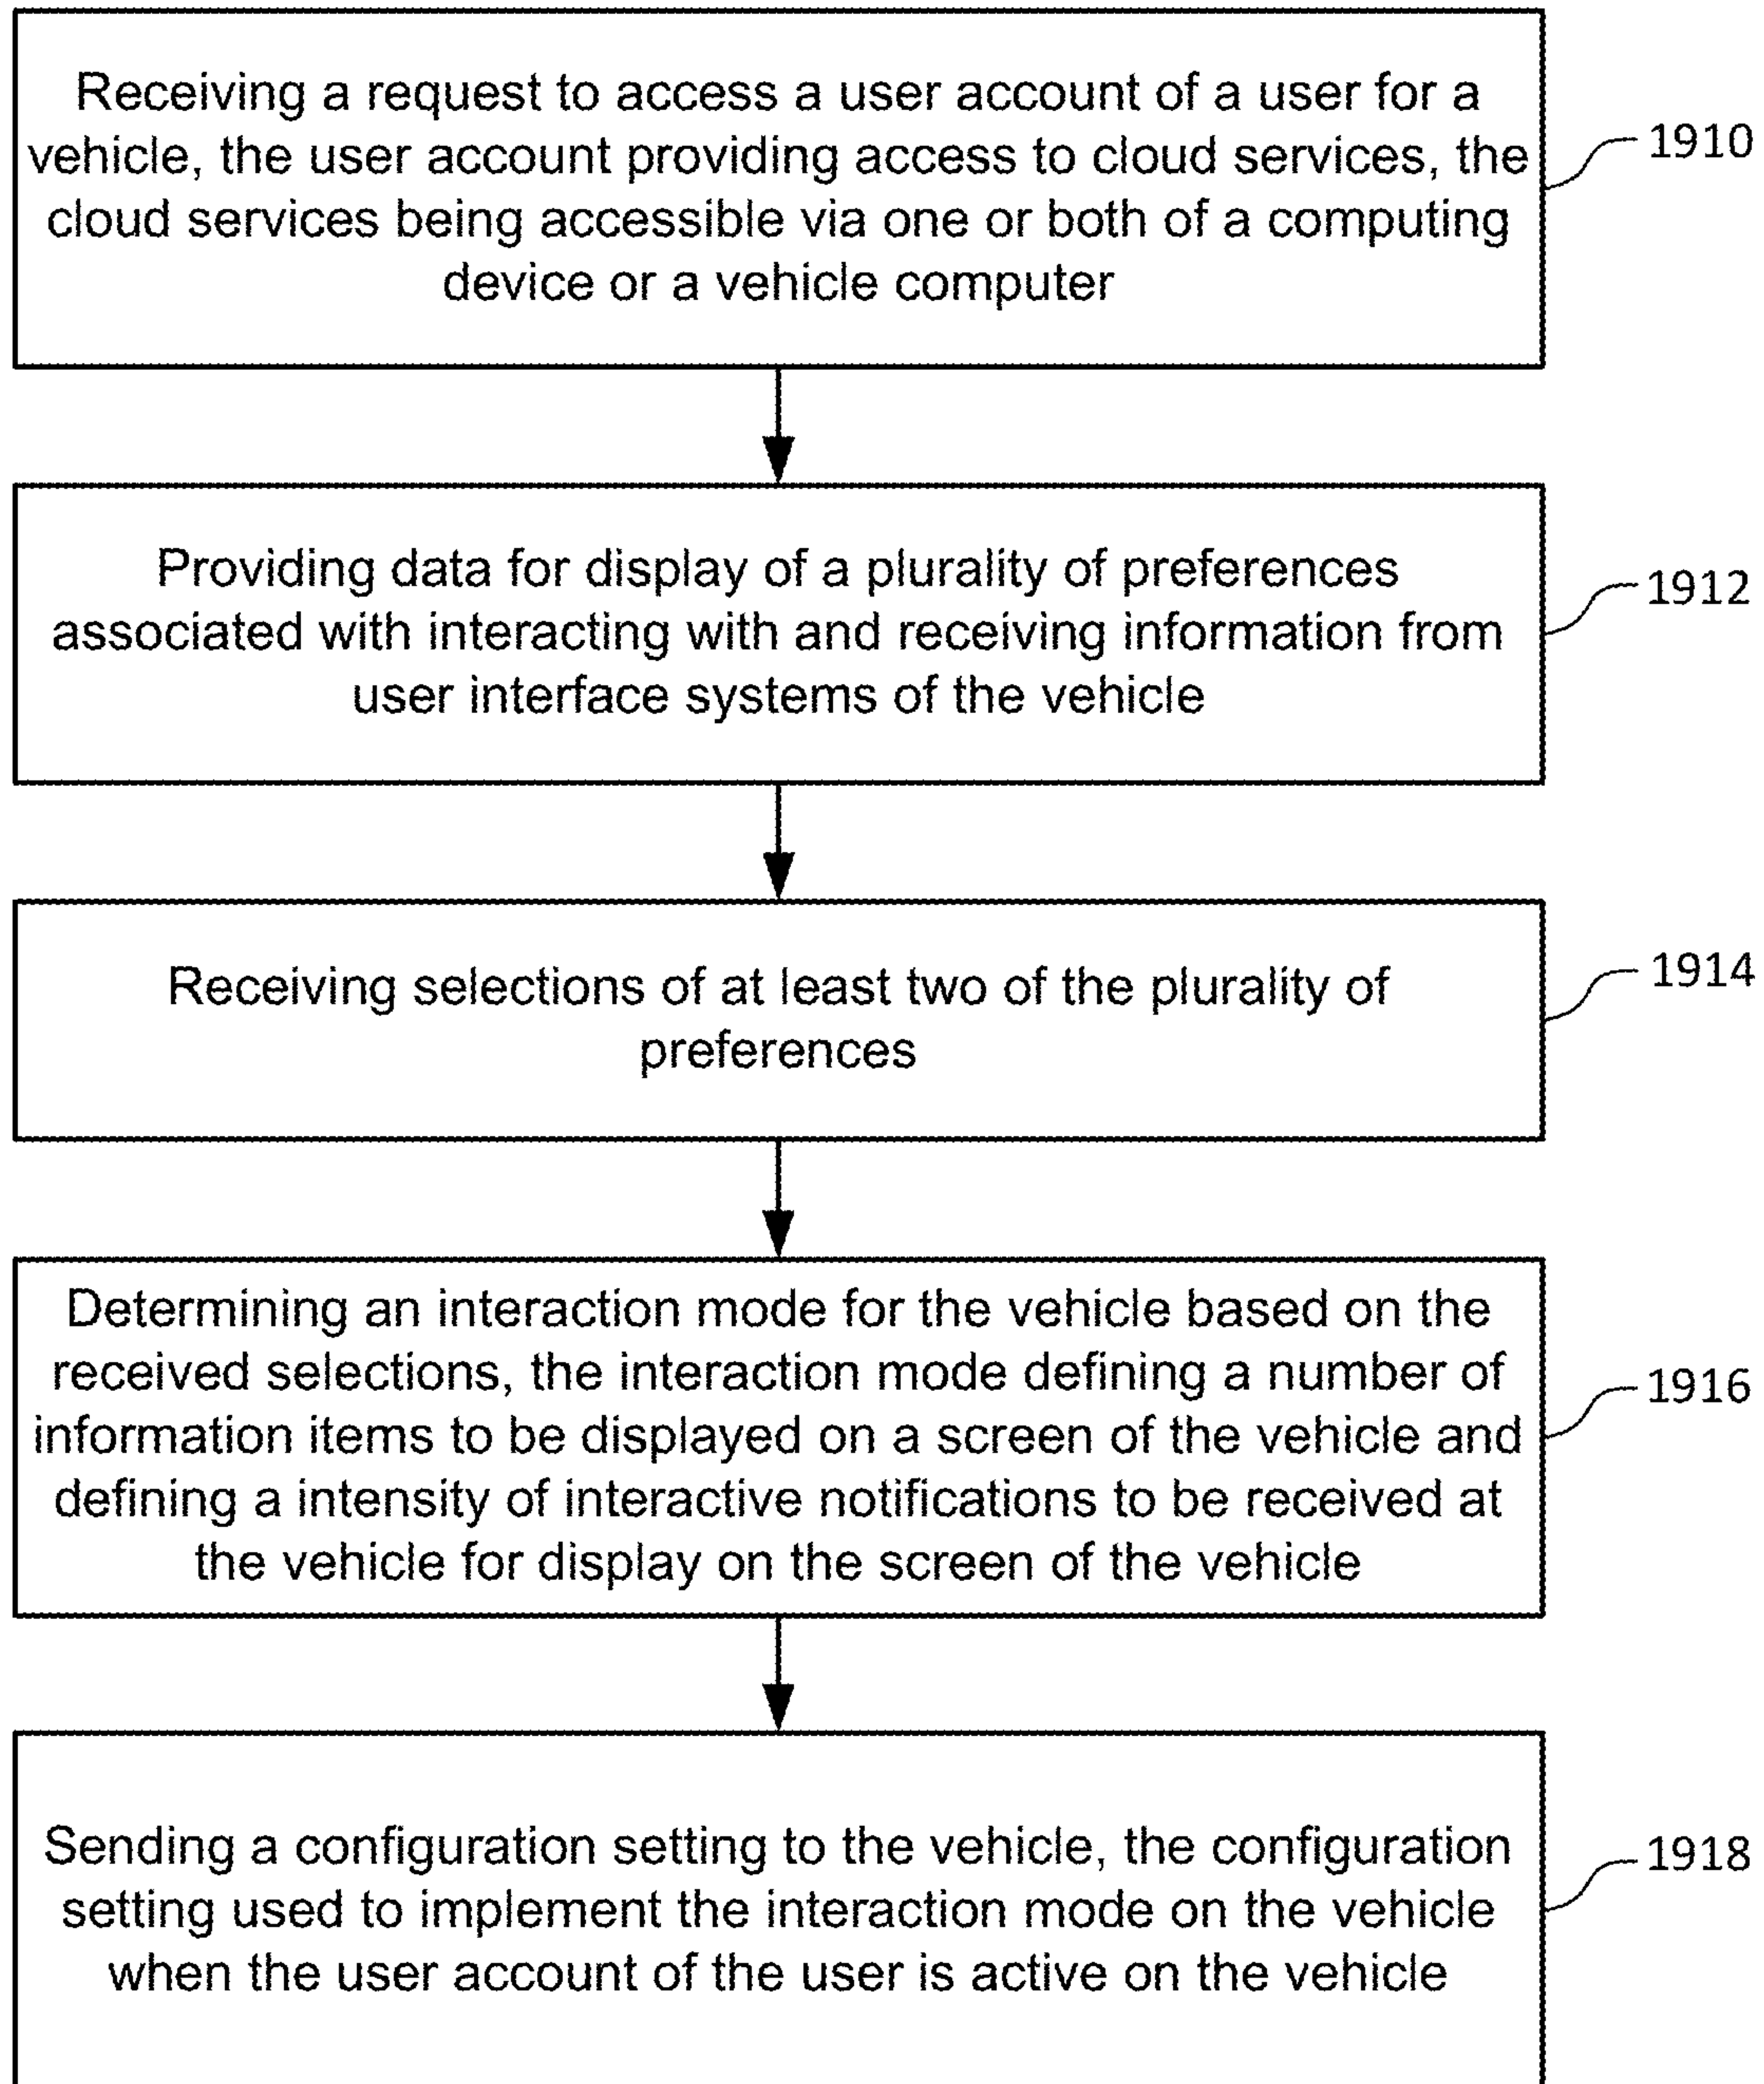 Receiving a request to access a user account of a user for a
vehicle, the user account providing access to cloud services, the
cloud services being accessible via one or both of a computing
device or a vehicle computer
1910
Providing data for display of a plurality of preferences
associated with interacting with and receiving information from
user interface systems of the vehicle
1912
Receiving selections of at least two of the plurality of
preferences
1914
Determining an interaction mode for the vehicle based on the
received selections, the interaction mode defining a number of
information items to be displayed on a screen of the vehicle and
defining a intensity of interactive notifications to be received at
the vehicle for display on the screen of the vehicle
1916
Sending a configuration setting to the vehicle, the configuration
setting used to implement the interaction mode on the vehicle
when the user account of the user is active on the vehicle
1918